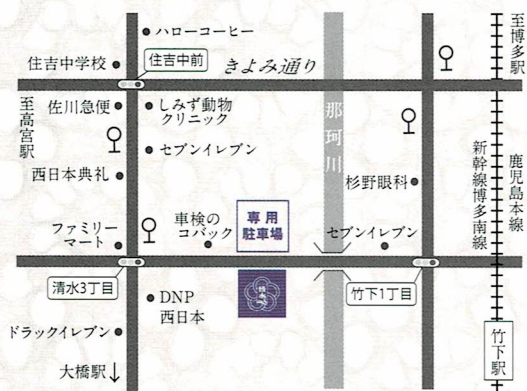 ハローコーヒー
至博多駅
住吉中学校
住吉中前
きよみ通り
至高宮駅
佐川急便
しみず動物
クリニック
那珂川
新幹線博多南線
鹿児島本線
セブンイレブン
西日本典礼
杉野眼科
ファミリー
マート
車検の
コバック
専用
駐車場
セブンイレブン
清水3丁目
DNP
西日本
竹下1丁目
竹下駅
ドラックイレブン
大橋駅↓